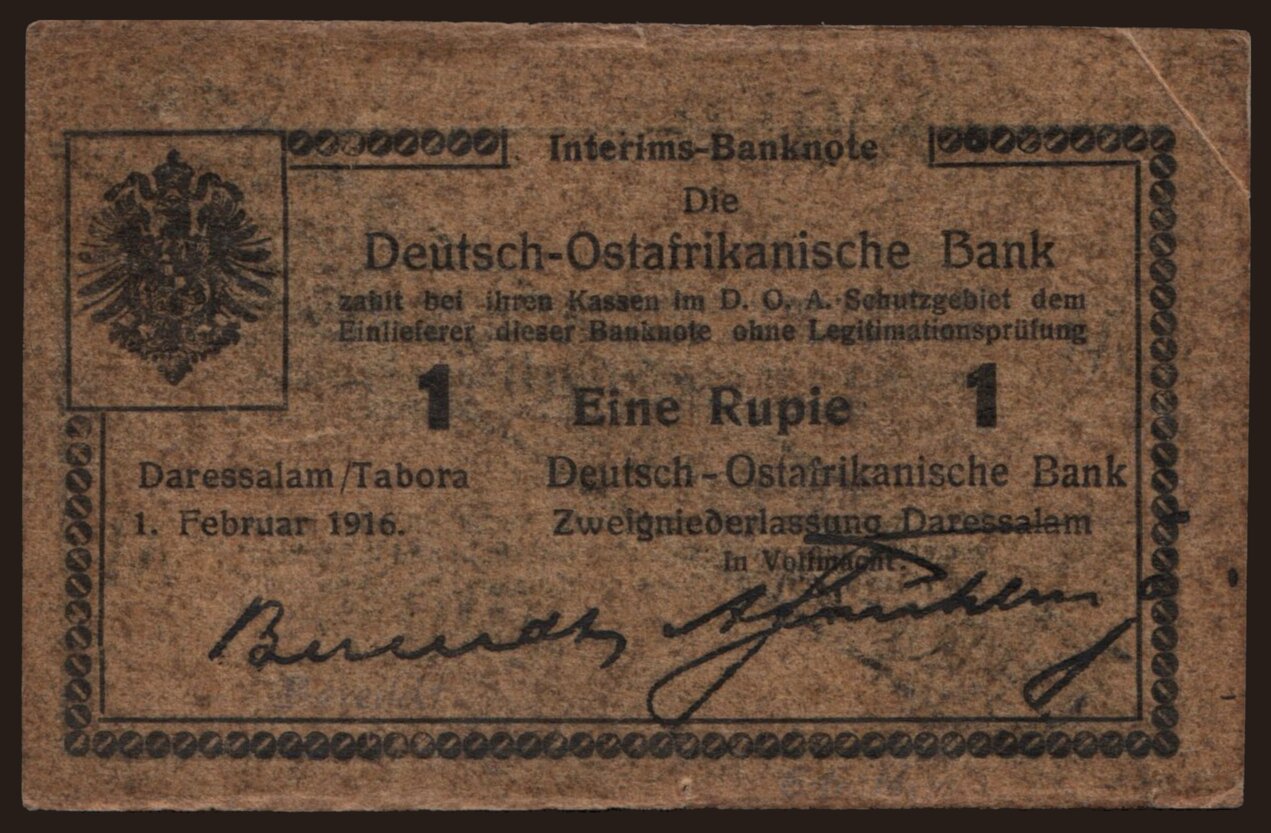 Interims-Banknote
Die
Deutsch-Ostafrikanische Bank
zahlt bei ihren Kassen im D. O. A. Schutzgebiet dem
Einlieferer dieser Banknote ohne Legitimationsprüfung
1 Eine Rupie 1
Daressalam/Tabora
1. Februar 1916.
Deutsch-Ostafrikanische Bank
Zweigniederlassung Daressalam
In Vollmacht:
Berendt